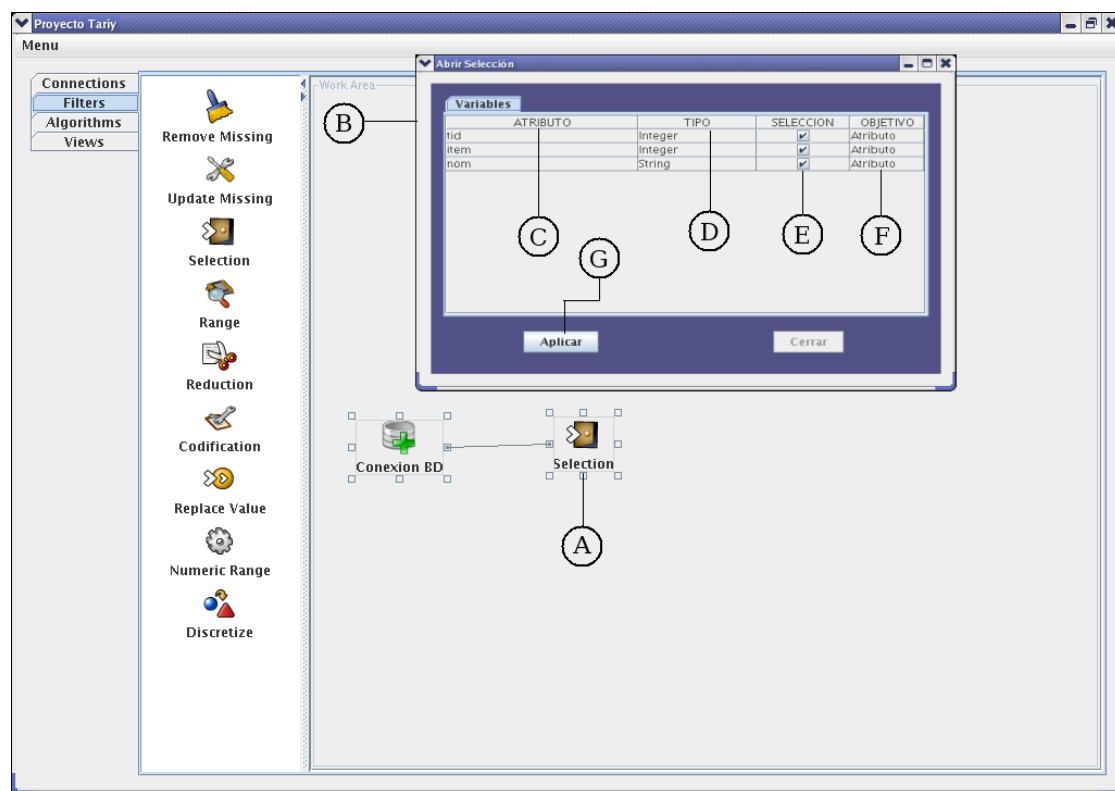 Proyecto Tariy
Menu
Connections
Filters
Algorithms
Views
Remove Missing
Update Missing
Selection
Range
Reduction
Codification
Replace Value
Numeric Range
Discretize
Work Area
Abrir Selección
Variables
ATRIBUTO TIPO SELECCION OBJETIVO
tid Integer Atributo
item Integer Atributo
nom String Atributo
B
C
D
E
F
G
Aplicar Cerrar
Conexion BD
Selection
A